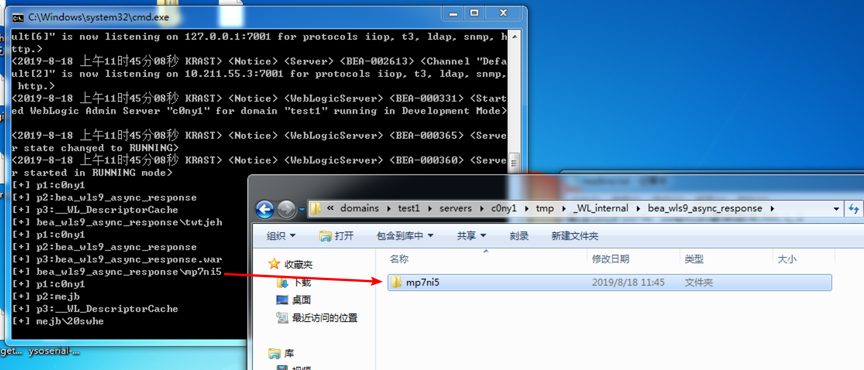 C:\Windows\system32\cmd.exe
ult[6]" is now listening on 127.0.0.1:7001 for protocols iiop, t3, ldap, snmp, h
ttp.>
<2019-8-18 上午11时45分08秒 KRAST> <Notice> <Server> <BEA-002613> <Channel "Defa
ult[2]" is now listening on 10.211.55.3:7001 for protocols iiop, t3, ldap, snmp,
http.>
<2019-8-18 上午11时45分08秒 KRAST> <Notice> <WebLogicServer> <BEA-000331> <Start
ed WebLogic Admin Server "c0ny1" for domain "test1" running in Development Mode>
<2019-8-18 上午11时45分08秒 KRAST> <Notice> <WebLogicServer> <BEA-000365> <Serve
r state changed to RUNNING>
<2019-8-18 上午11时45分08秒 KRAST> <Notice> <WebLogicServer> <BEA-000360> <Serve
r started in RUNNING mode>
[+] p1:c0ny1
[+] p2:bea_wls9_async_response
[+] p3:__WL_DescriptorCache
[+] bea_wls9_async_response\twtjeh
[+] p1:c0ny1
[+] p2:bea_wls9_async_response
[+] p3:bea_wls9_async_response.war
[+] bea_wls9_async_response\mp7ni5
[+] p1:c0ny1
[+] p2:mejb
[+] p3:__WL_DescriptorCache
[+] mejb\20swhe
get... ysoserial-...
« domains test1 servers c0ny1 tmp _WL_internal bea_wls9_async_response
组织 打开 包含到库中 共享 刻录 新建文件夹
收藏夹
下载
桌面
最近访问的位置
库
视频
名称 修改日期 类型 大小
mp7ni5 2019/8/18 11:45 文件夹